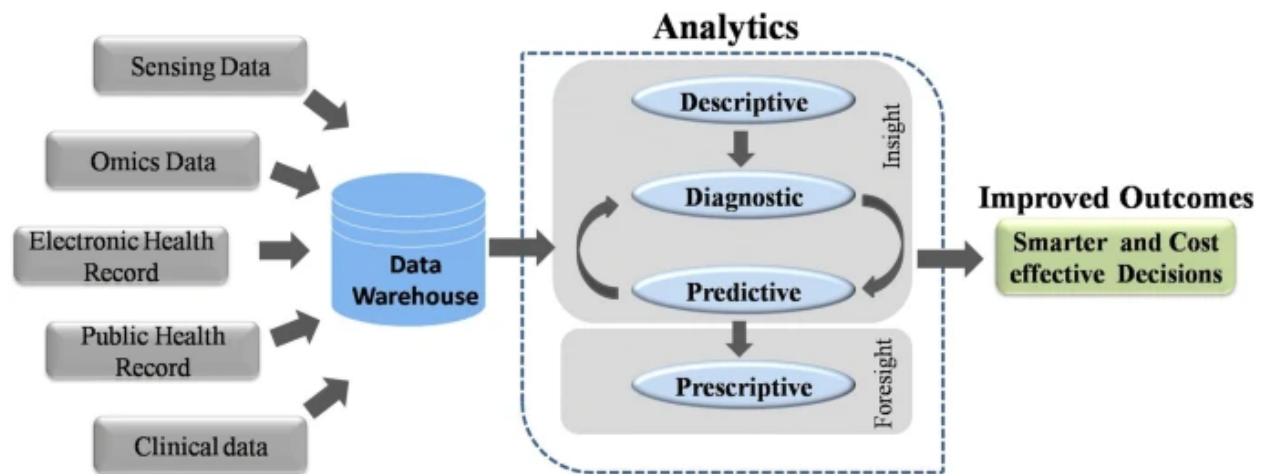 Analytics
Sensing Data
Omics Data
Electronic Health
Record
Public Health
Record
Clinical data
Data
Warehouse
Descriptive
Diagnostic
Predictive
Insight
Prescriptive
Foresight
Improved Outcomes
Smarter and Cost
effective Decisions